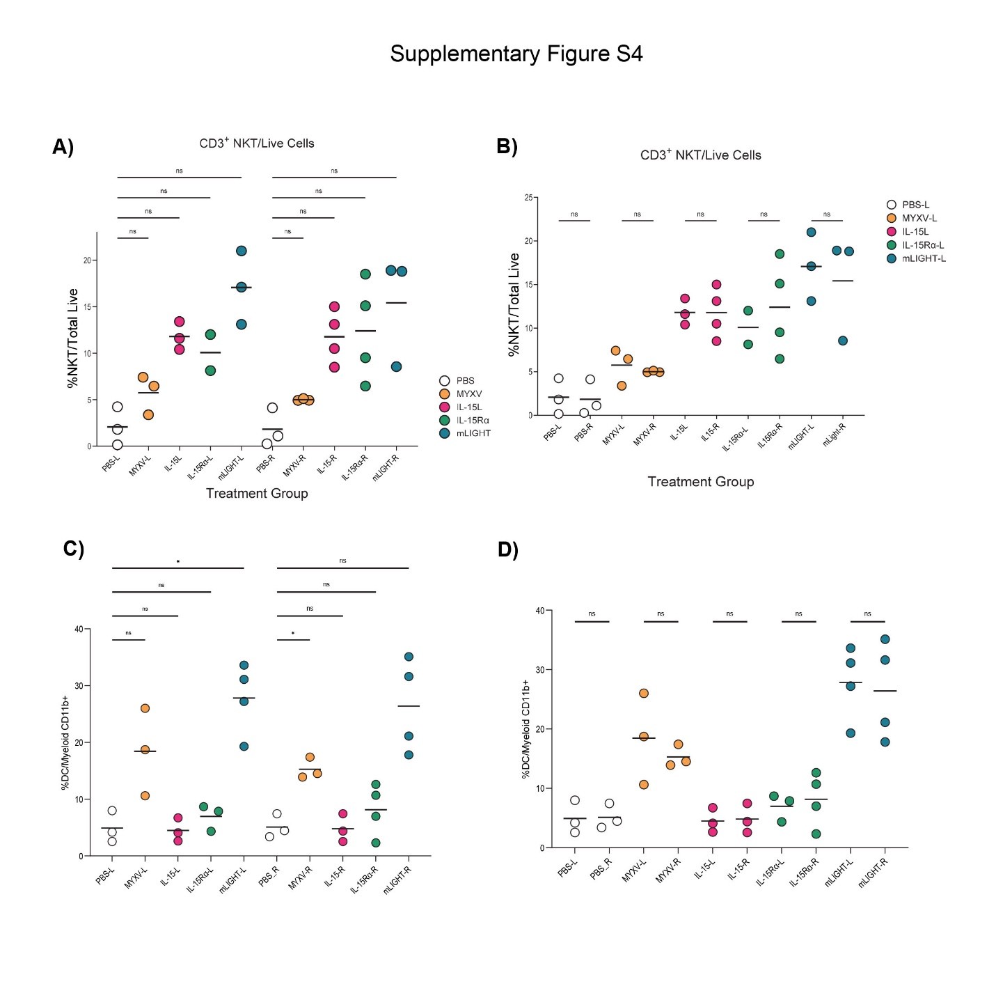 Supplementary Figure S4
A)
CD3+ NKT/Live Cells
ns
ns
ns
ns
ns
ns
ns
ns
%NKT/Total Live
20
15
10
5
0
PBS-L
MYXV-L
IL-15L
IL-15Rα-L
mLIGHT-L
PBS-R
MYXV-R
IL-15-R
IL-15Rα-R
mLIGHT-R
Treatment Group
PBS
MYXV
IL-15L
IL-15Rα
mLIGHT
B)
CD3+ NKT/Live Cells
ns
ns
ns
ns
ns
%NKT/Total Live
25
20
15
10
5
0
PBS-L
PBS-R
MYXV-L
MYXV-R
IL-15L
IL15-R
IL-15Rα-L
IL15Rα-R
mLIGHT-L
mLight-R
Treatment Group
PBS-L
MYXV-L
IL-15L
IL-15Rα-L
mLIGHT-L
C)
*
ns
ns
ns
ns
ns
ns
*
%DC/Myeloid CD11b+
40
30
20
10
0
PBS-L
MYXV-L
IL-15-L
IL-15Rα-L
mLIGHT-L
PBS_R
MYXV-R
IL-15-R
IL-15Rα-R
mLIGHT-R
D)
ns
ns
ns
ns
ns
%DC/Myeloid CD11b+
40
30
20
10
0
PBS-L
PBS_R
MYXV-L
MYXV-R
IL-15-L
IL-15-R
IL-15Rα-L
IL-15Rα-R
mLIGHT-L
mLIGHT-R